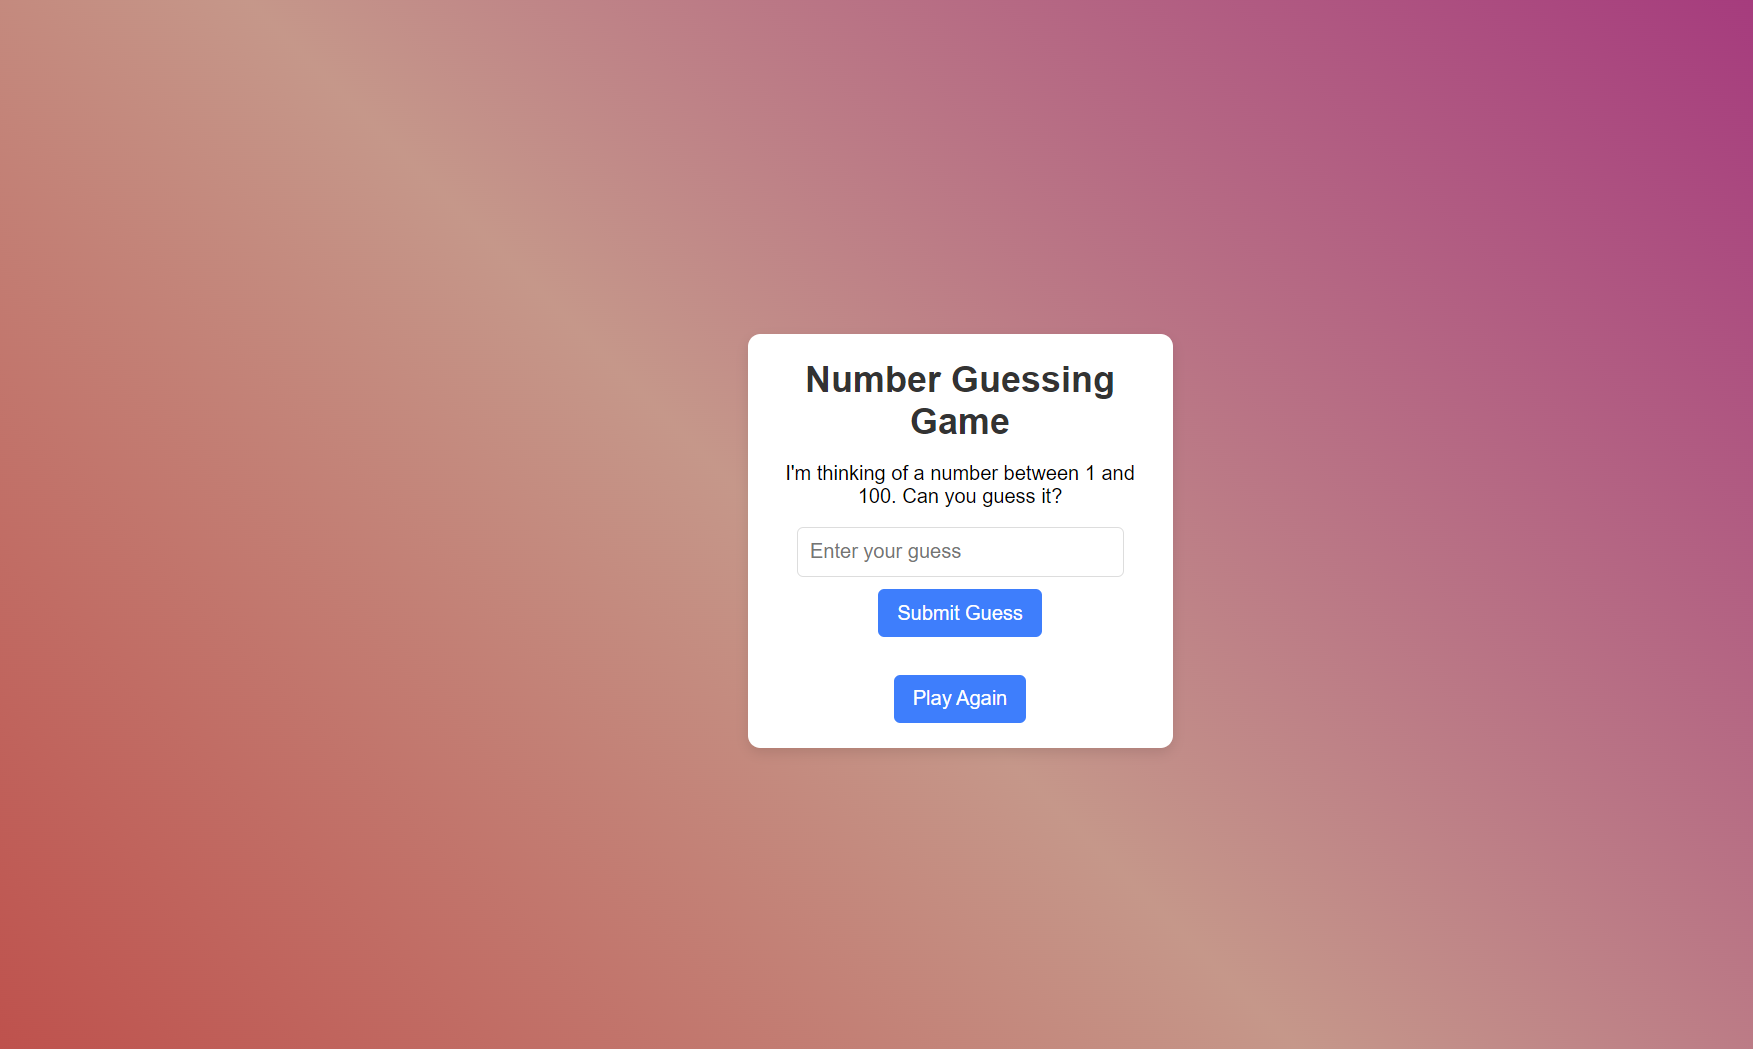 Number Guessing
Game
I'm thinking of a number between 1 and
100. Can you guess it?
Enter your guess
Submit Guess
Play Again